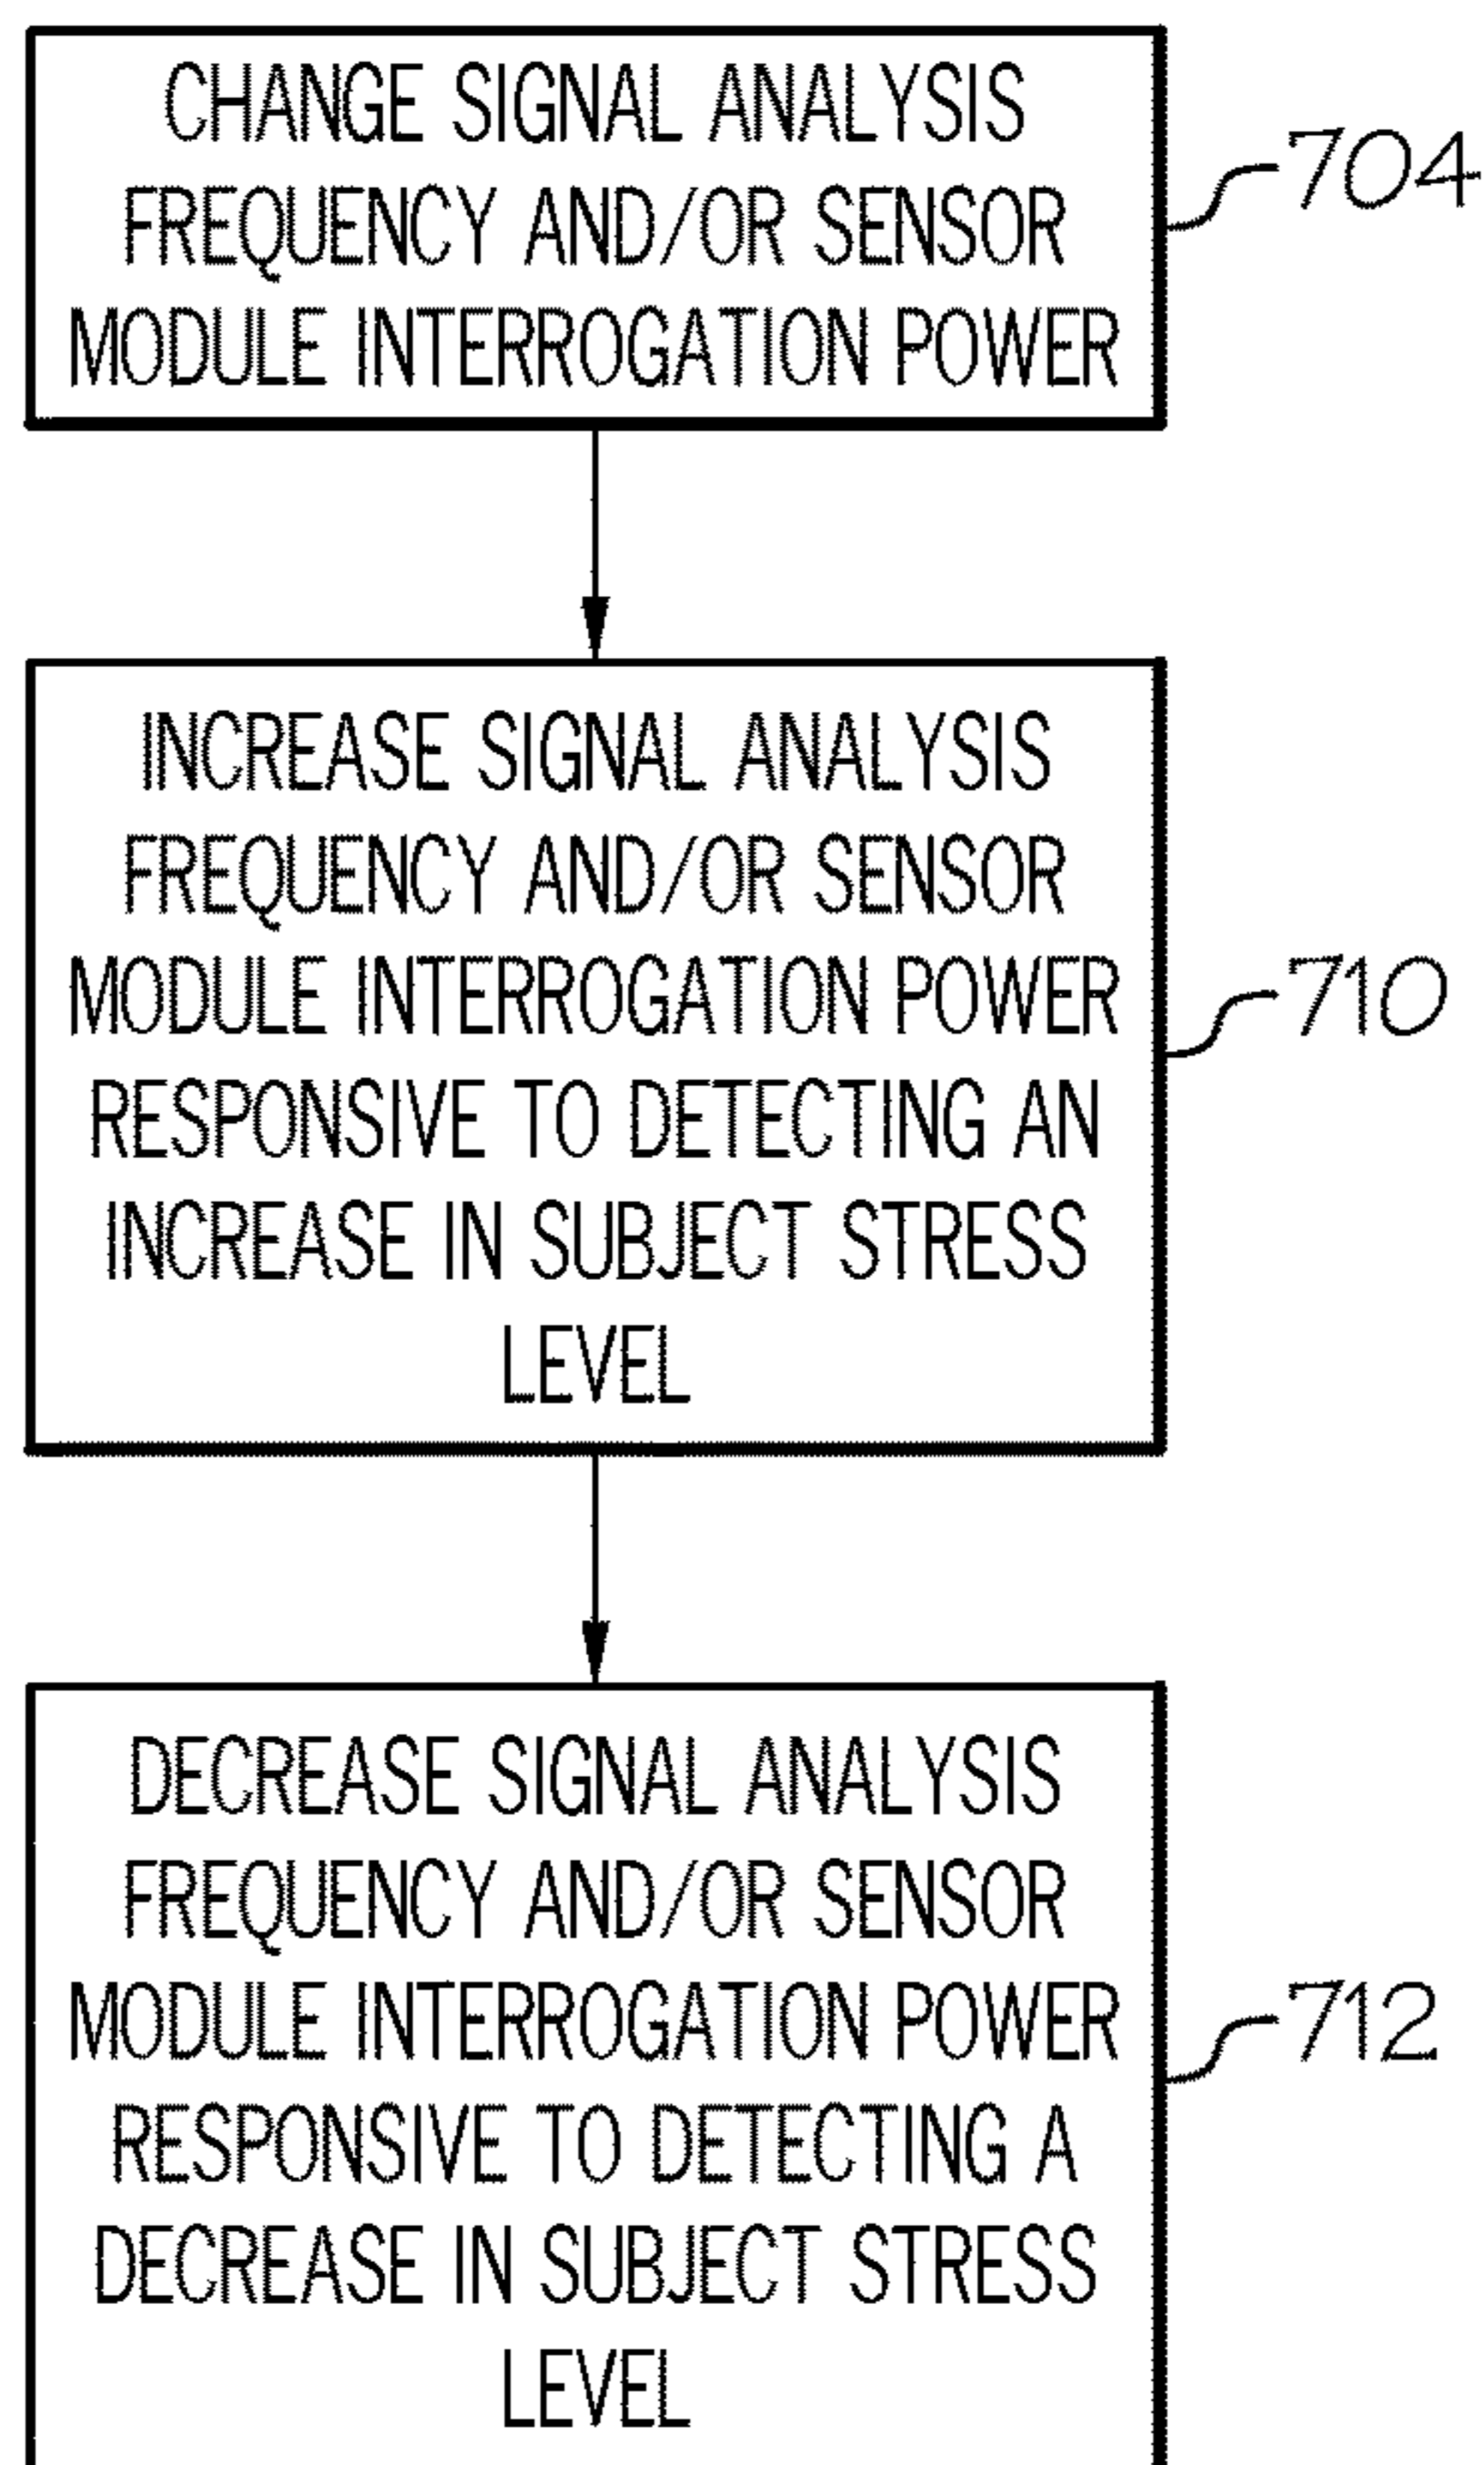 CHANGE SIGNAL ANALYSIS
FREQUENCY AND/OR SENSOR
MODULE INTERROGATION POWER
704
INCREASE SIGNAL ANALYSIS
FREQUENCY AND/OR SENSOR
MODULE INTERROGATION POWER
RESPONSIVE TO DETECTING AN
INCREASE IN SUBJECT STRESS
LEVEL
710
DECREASE SIGNAL ANALYSIS
FREQUENCY AND/OR SENSOR
MODULE INTERROGATION POWER
RESPONSIVE TO DETECTING A
DECREASE IN SUBJECT STRESS
LEVEL
712